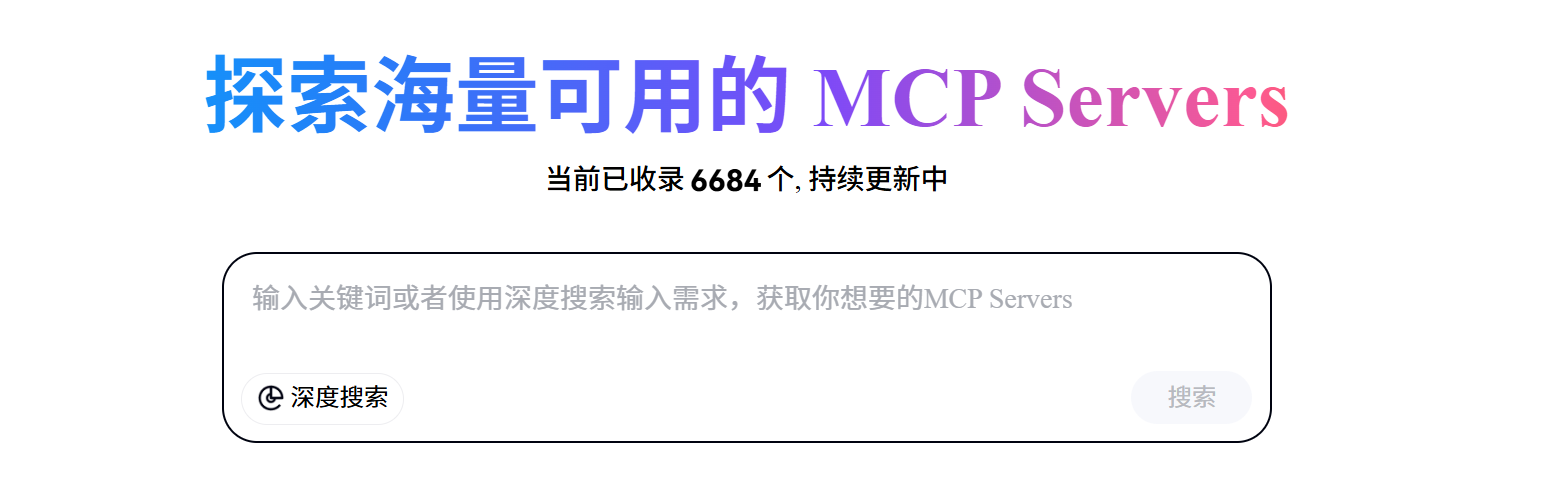 探索海量可用的 MCP Servers
当前已收录 6684 个, 持续更新中
输入关键词或者使用深度搜索输入需求，获取你想要的MCP Servers
深度搜索
搜索